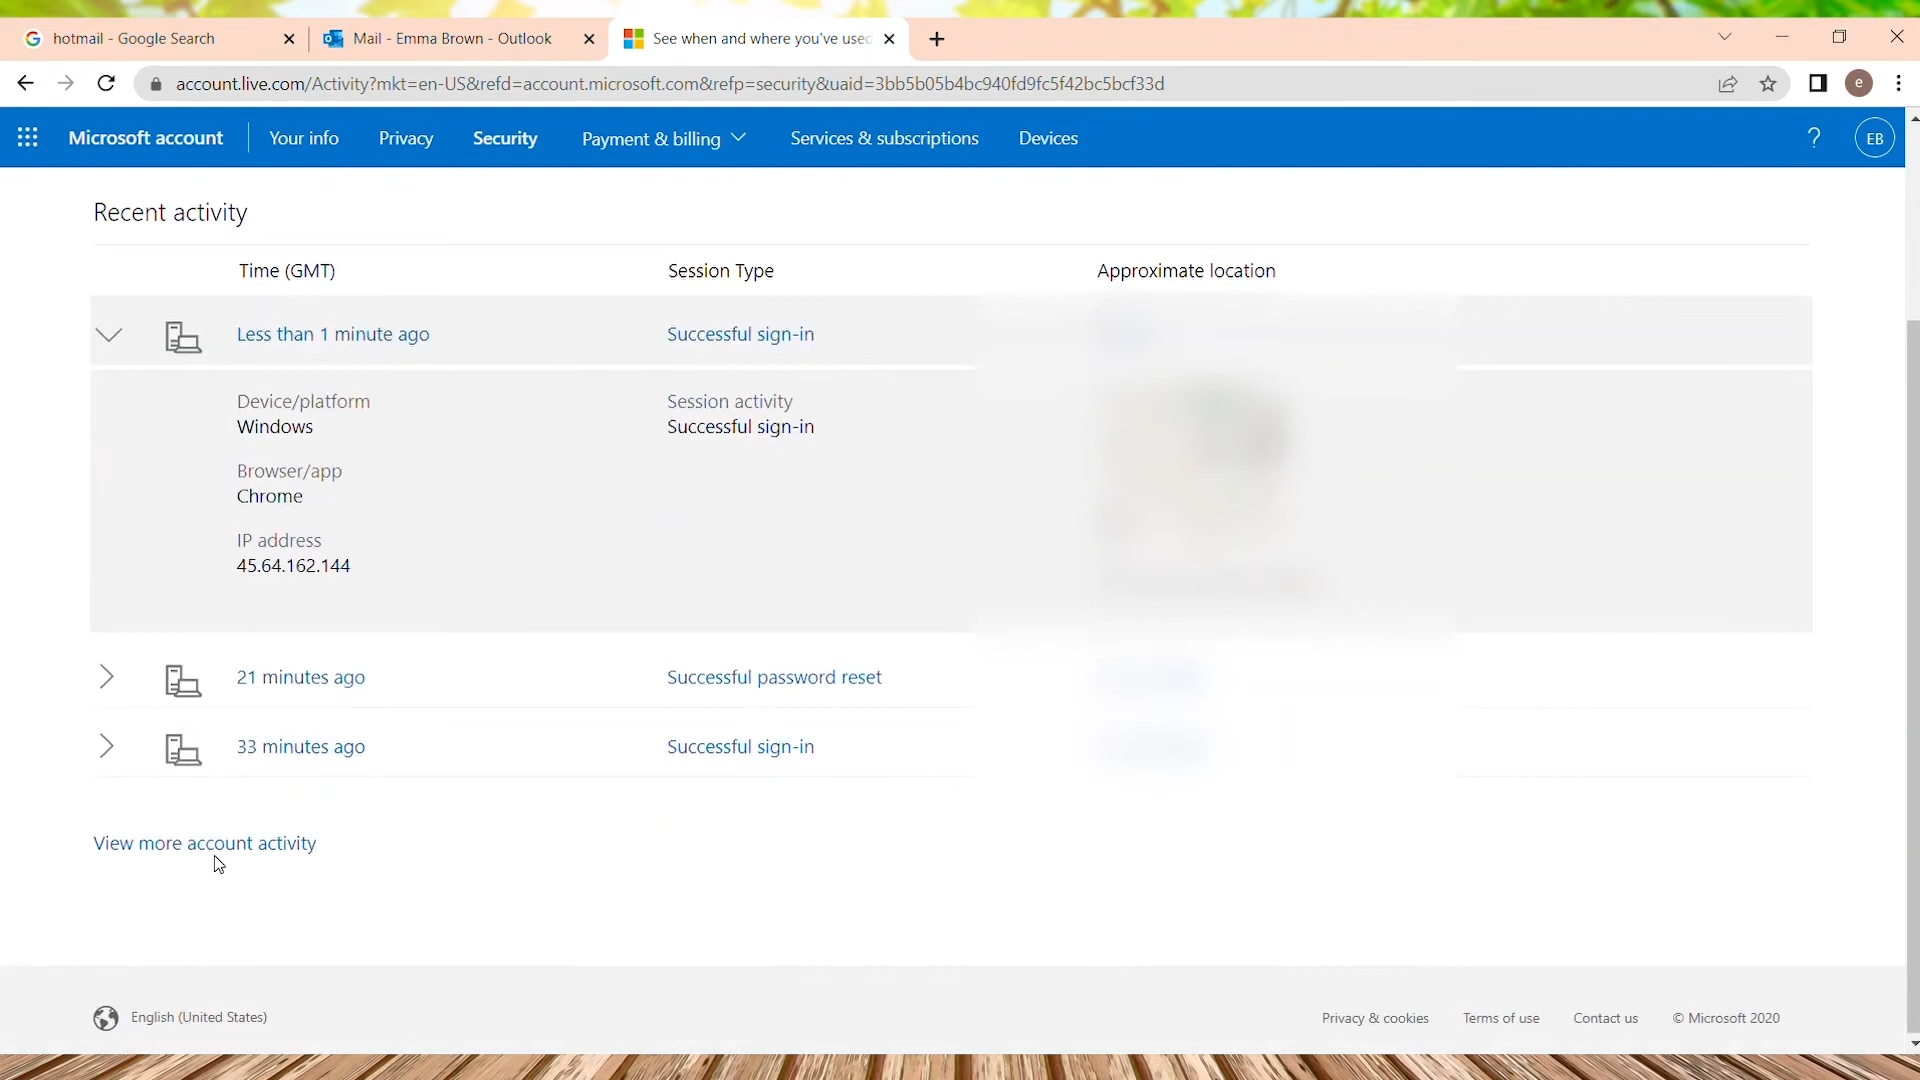 hotmail - Google Search
Mail - Emma Brown - Outlook
See when and where you've used
account.live.com/Activity?mkt=en-US&refd=account.microsoft.com&refp=security&uaid=3bb5b05b4bc940fd9fc5f42bc5bcf33d
e
Microsoft account
Your info
Privacy
Security
Payment & billing
Services & subscriptions
Devices
?
EB
Recent activity
Time (GMT)
Session Type
Approximate location
Less than 1 minute ago
Successful sign-in
Device/platform
Windows
Session activity
Successful sign-in
Browser/app
Chrome
IP address
45.64.162.144
21 minutes ago
Successful password reset
33 minutes ago
Successful sign-in
View more account activity
English (United States)
Privacy & cookies
Terms of use
Contact us
© Microsoft 2020